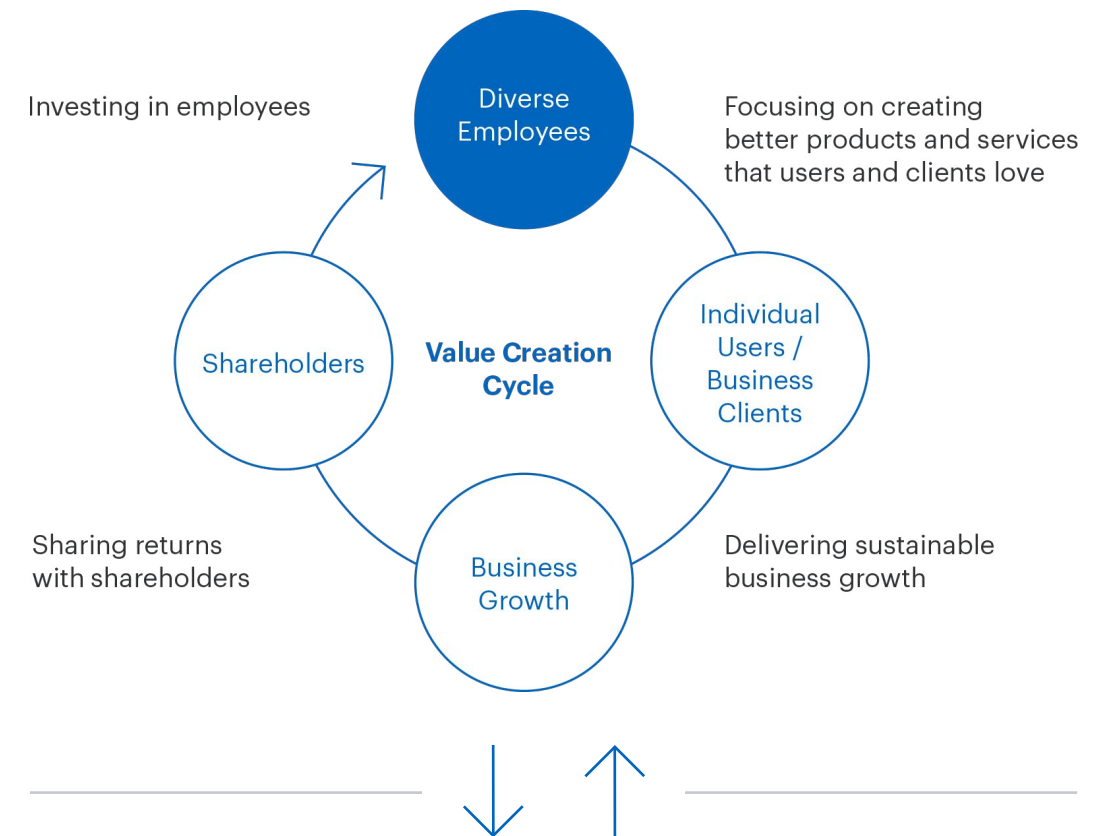 Diverse
Employees
Investing in employees
Focusing on creating
better products and services
that users and clients love
Shareholders
Value Creation
Cycle
Individual
Users /
Business
Clients
Sharing returns
with shareholders
Business
Growth
Delivering sustainable
business growth